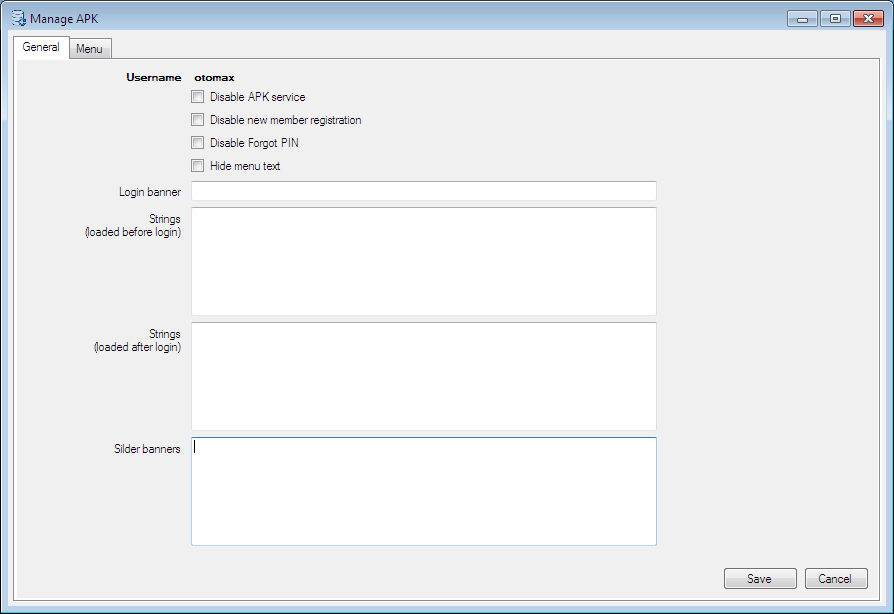 Manage APK
General
Menu
Username otomax
Disable APK service
Disable new member registration
Disable Forgot PIN
Hide menu text
Login banner
Strings
(loaded before login)
Strings
(loaded after login)
Silder banners
Save
Cancel